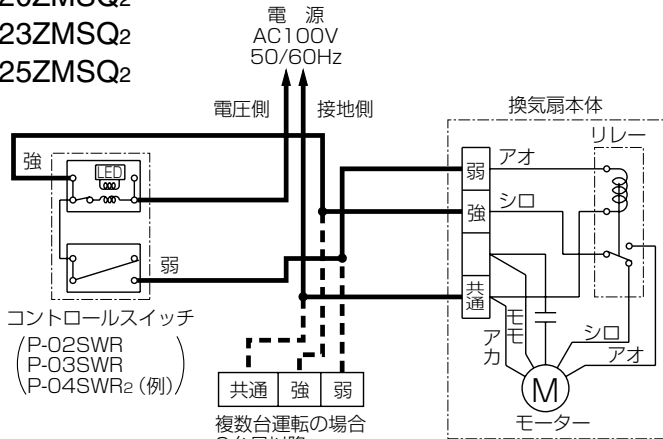 20ZMSQ2
23ZMSQ2
25ZMSQ2
電 源
AC100V
50/60Hz
電圧側
接地側
換気扇本体
リレー
強
LED
弱
アオ
弱
シロ
強
弱
共通
コントロールスイッチ
P-02SWR
P-03SWR
P-04SWR2 (例)
モモ
アカ
シロ
アオ
M
モーター
共通
強
弱
複数台運転の場合